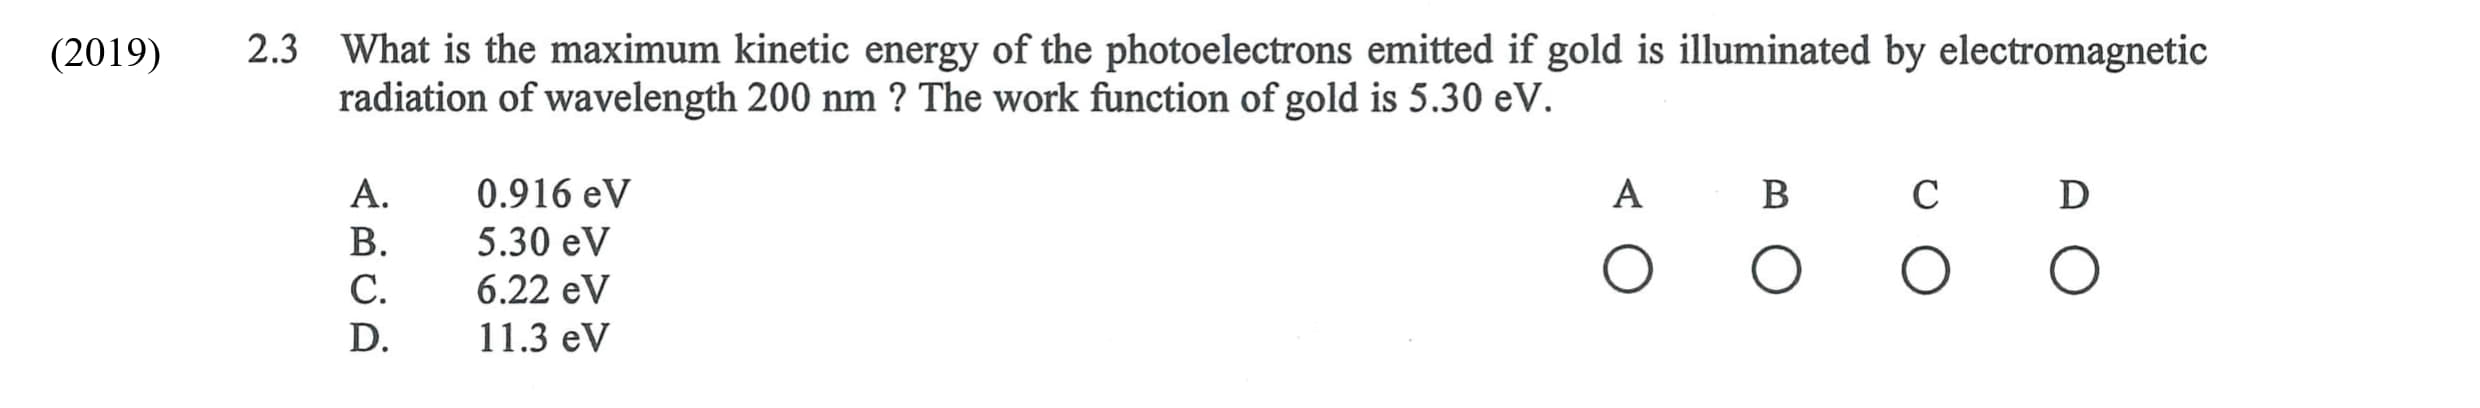 (2019) 2.3 What is the maximum kinetic energy of the photoelectrons emitted if gold is illuminated by electromagnetic
radiation of wavelength 200 nm ? The work function of gold is 5.30 eV.
A. 0.916 eV A B C D
B. 5.30 eV
C. 6.22 eV
D. 11.3 eV